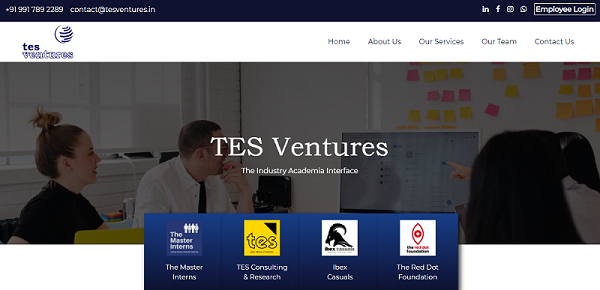 +91 991 789 2289 contact@tesventures.in
Employee Login
tes
ventures
Home About Us Our Services Our Team Contact Us
TES Ventures
The Industry Academia Interface
The Master
Interns
tes
ibex
casuals
the red dot
foundation
The Master
Interns
TES Consulting
& Research
Ibex
Casuals
The Red Dot
Foundation